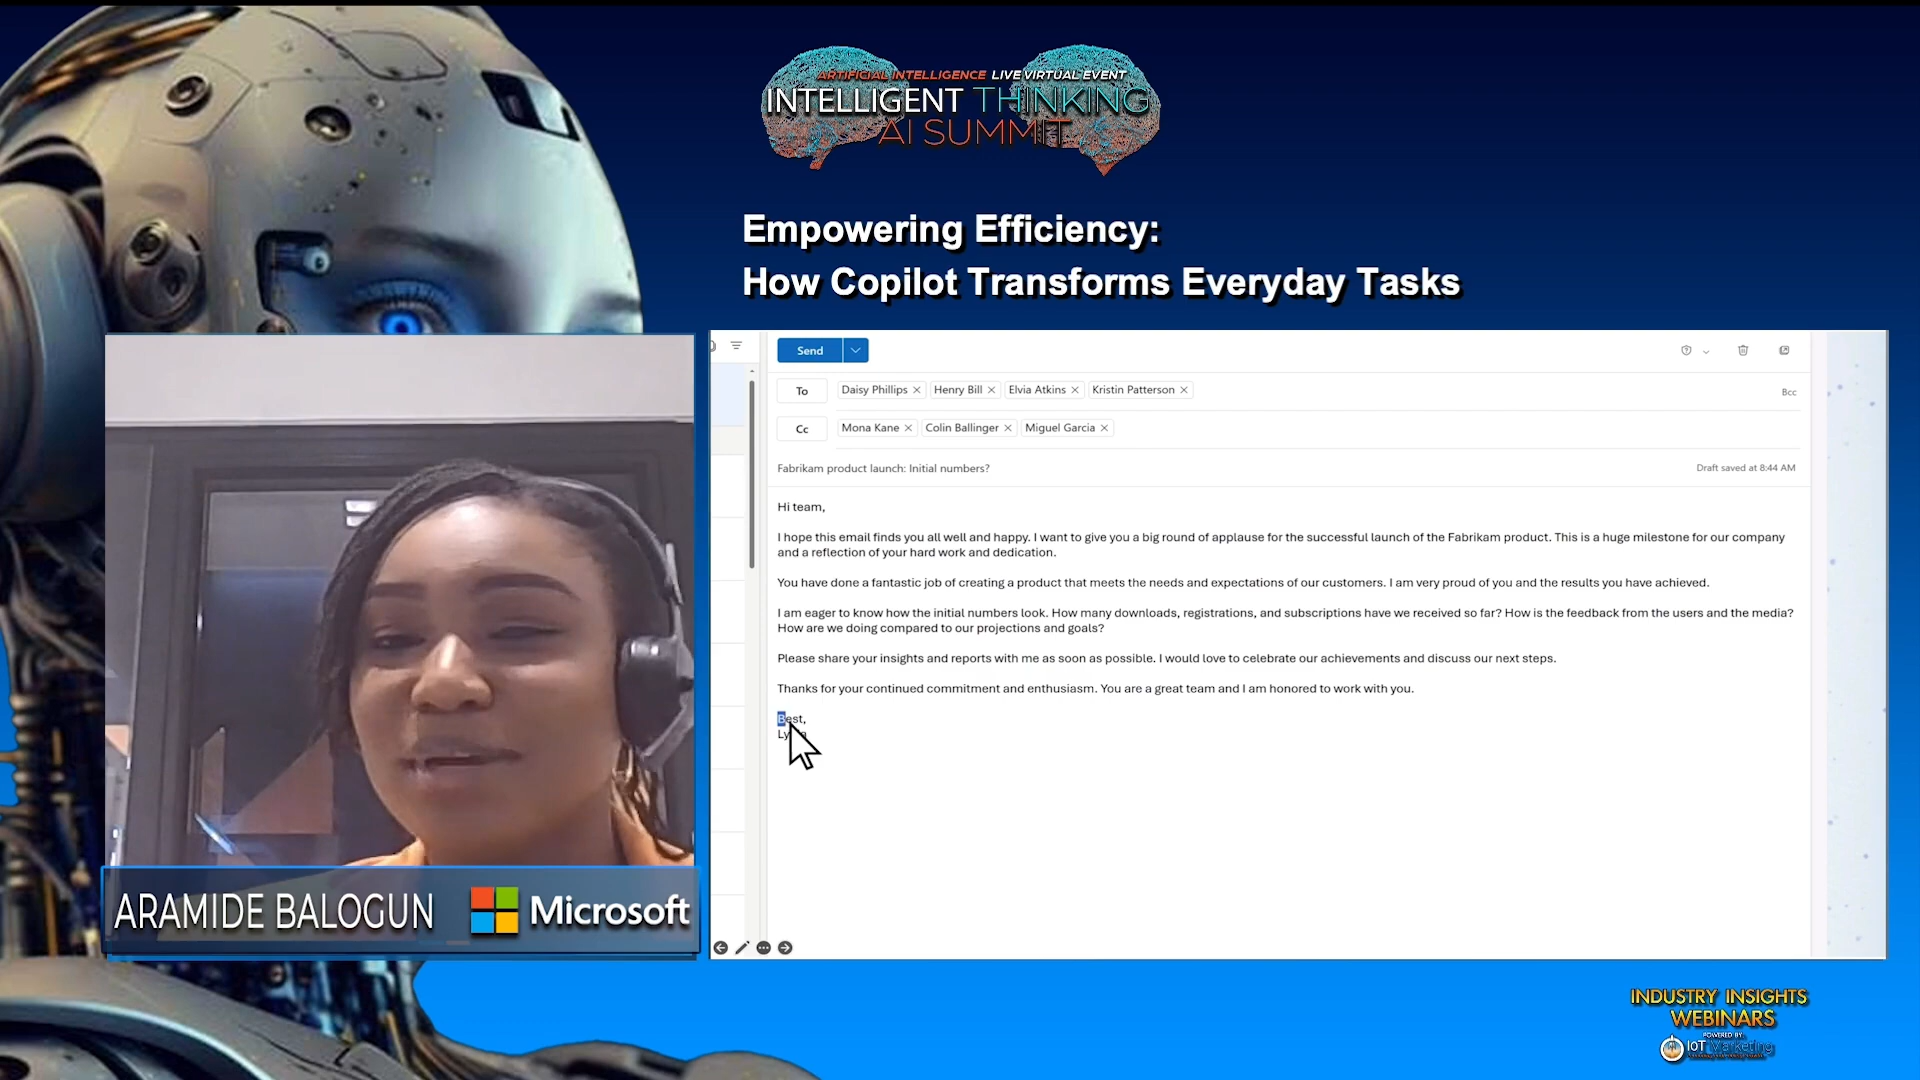 ARTIFICIAL INTELLIGENCE LIVE VIRTUAL EVENT
INTELLIGENT THINKING
AI SUMMIT
Empowering Efficiency:
How Copilot Transforms Everyday Tasks
Send
To
Daisy Phillips
Henry Bill
Elvia Atkins
Kristin Patterson
Bcc
Cc
Mona Kane
Colin Ballinger
Miguel Garcia
Fabrikam product launch: Initial numbers?
Draft saved at 8:44 AM
Hi team,
I hope this email finds you all well and happy. I want to give you a big round of applause for the successful launch of the Fabrikam product. This is a huge milestone for our company
and a reflection of your hard work and dedication.
You have done a fantastic job of creating a product that meets the needs and expectations of our customers. I am very proud of you and the results you have achieved.
I am eager to know how the initial numbers look. How many downloads, registrations, and subscriptions have we received so far? How is the feedback from the users and the media?
How are we doing compared to our projections and goals?
Please share your insights and reports with me as soon as possible. I would love to celebrate our achievements and discuss our next steps.
Thanks for your continued commitment and enthusiasm. You are a great team and I am honored to work with you.
Best,
ARAMIDE BALOGUN
Microsoft
INDUSTRY INSIGHTS
WEBINARS
POWERED BY
IoT Marketing